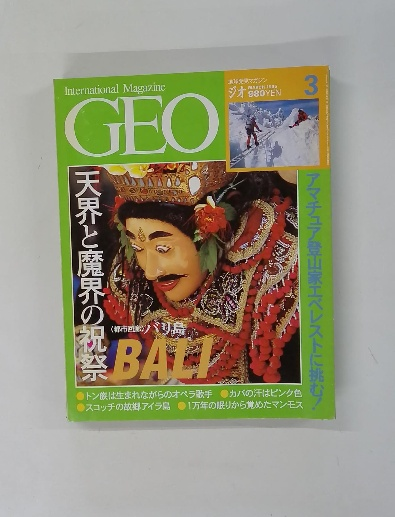 International Magazine
GEO
ジオ
980YEN
3
アマチュア登山家エベレストに挑む!
天界と魔界の祝祭
バリ島
BALI
●トン族は生まれながらのオペラ歌手 ●カバの汗はピンク色
●スコッチの故郷アイラ島 ●1万年の眠りから覚めたマンモス